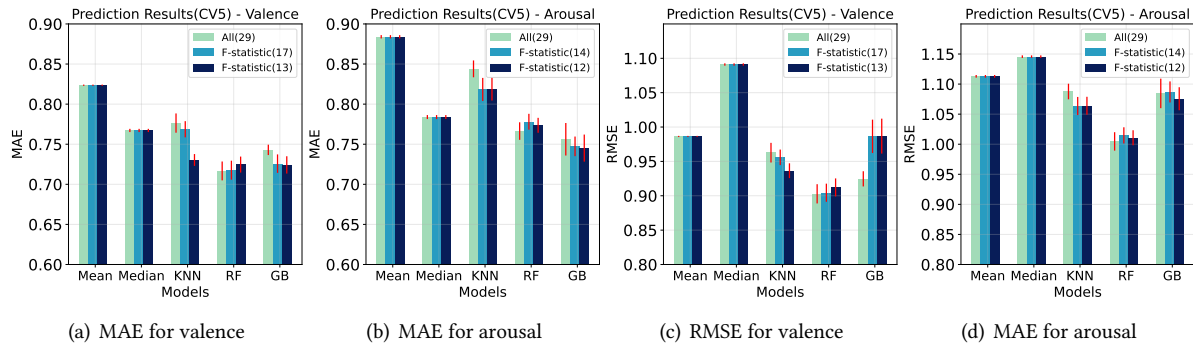 Prediction Results(CV5) - Valence
MAE
0.90
0.85
0.80
0.75
0.70
0.65
0.60
All(29)
F-statistic(17)
F-statistic(13)
Mean Median KNN RF GB
Models
(a) MAE for valence
Prediction Results(CV5) - Arousal
MAE
0.90
0.85
0.80
0.75
0.70
0.65
0.60
All(29)
F-statistic(14)
F-statistic(12)
Mean Median KNN RF GB
Models
(b) MAE for arousal
Prediction Results(CV5) - Valence
RMSE
1.15
1.10
1.05
1.00
0.95
0.90
0.85
0.80
All(29)
F-statistic(17)
F-statistic(13)
Mean Median KNN RF GB
Models
(c) RMSE for valence
Prediction Results(CV5) - Arousal
RMSE
1.20
1.15
1.10
1.05
1.00
0.95
0.90
0.85
0.80
All(29)
F-statistic(14)
F-statistic(12)
Mean Median KNN RF GB
Models
(d) MAE for arousal